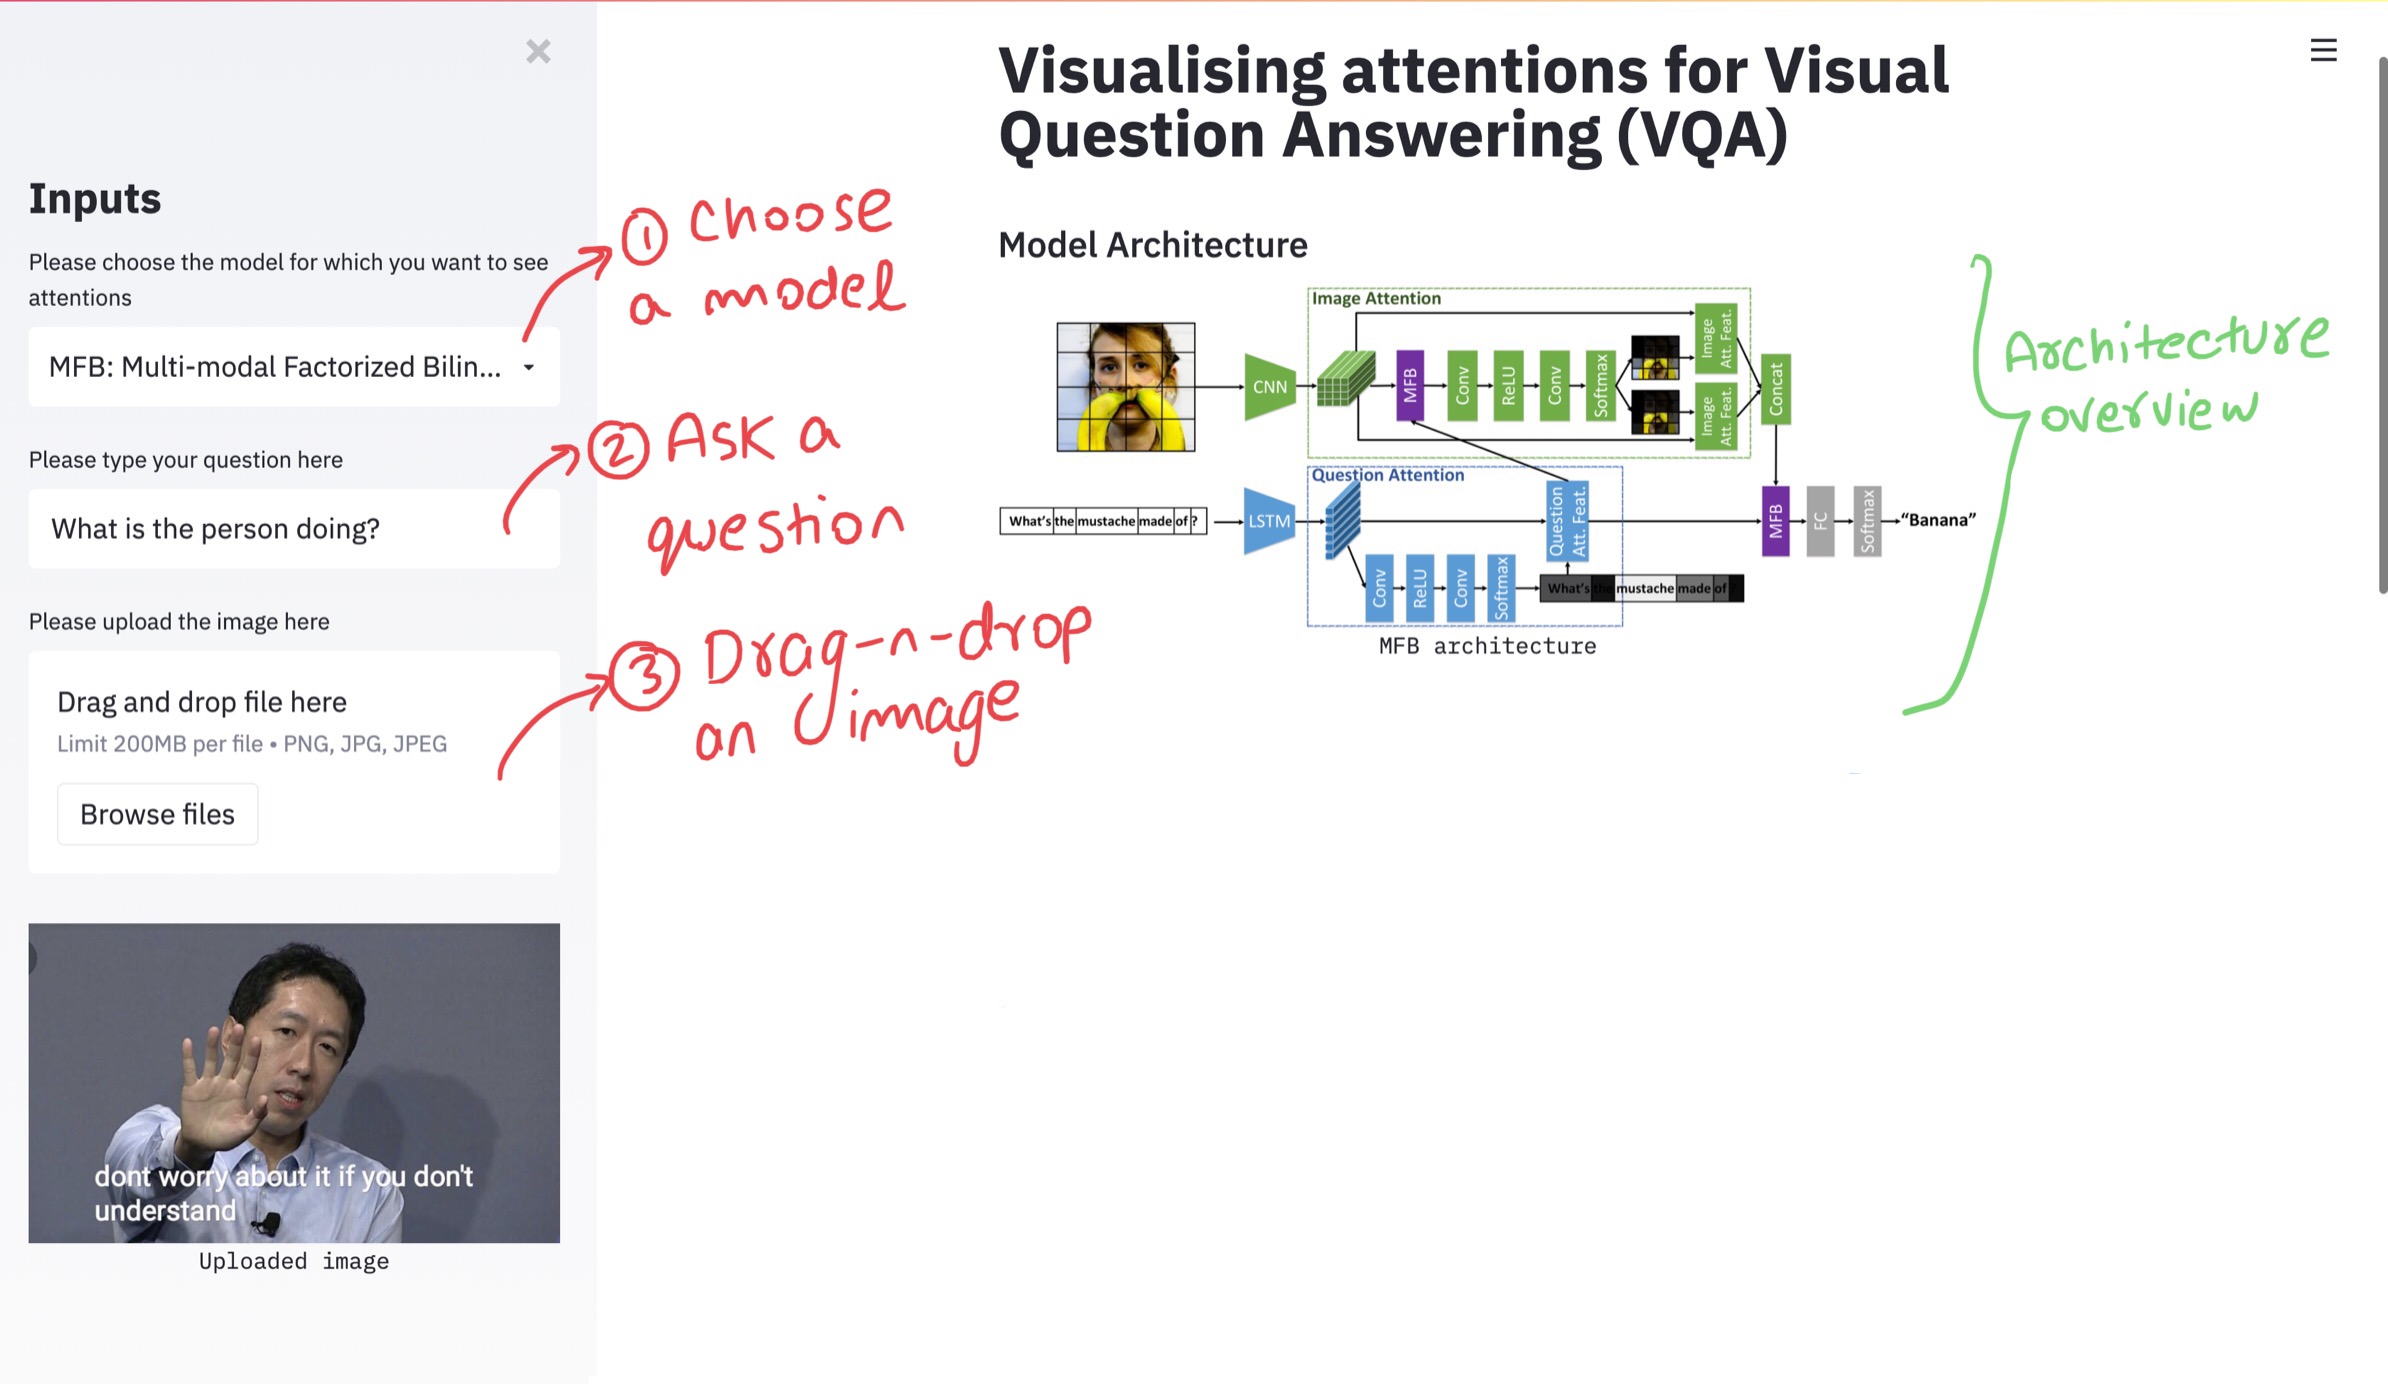 Visualising attentions for Visual
Question Answering (VQA)
Inputs
Please choose the model for which you want to see
attentions
MFB: Multi-modal Factorized Bilin...
Please type your question here
What is the person doing?
Please upload the image here
Drag and drop file here
Limit 200MB per file • PNG, JPG, JPEG
Browse files
dont worry about it if you don't
understand
Uploaded image
① Choose
a model
② Ask a
question
③ Drag-n-drop
an image
Model Architecture
Image Attention
CNN
MFB
Conv
ReLU
Conv
Softmax
Image
Att. Feat.
Image
Att. Feat.
Concat
Question Attention
What's the mustache made of ?
LSTM
Question
Att. Feat.
MFB
FC
Softmax
“Banana”
Conv
ReLU
Conv
Softmax
What's the mustache made of
MFB architecture
Architecture
overview